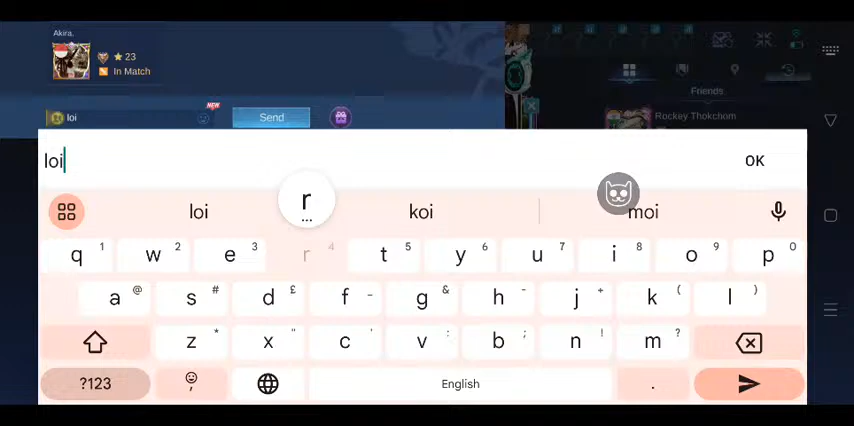 Akira.
23
In Match
NEW
loi
Send
Friends
Rockey Thokchom
loi
OK
r
...
loi
koi
moi
q 1 w 2 e 3 r 4 t 5 y 6 u 7 i 8 o 9 p 0
a @ s # d £ f _ g & h - j + k ( l )
z * x " c ' v : b ; n ! m ?
?123
,
English
.